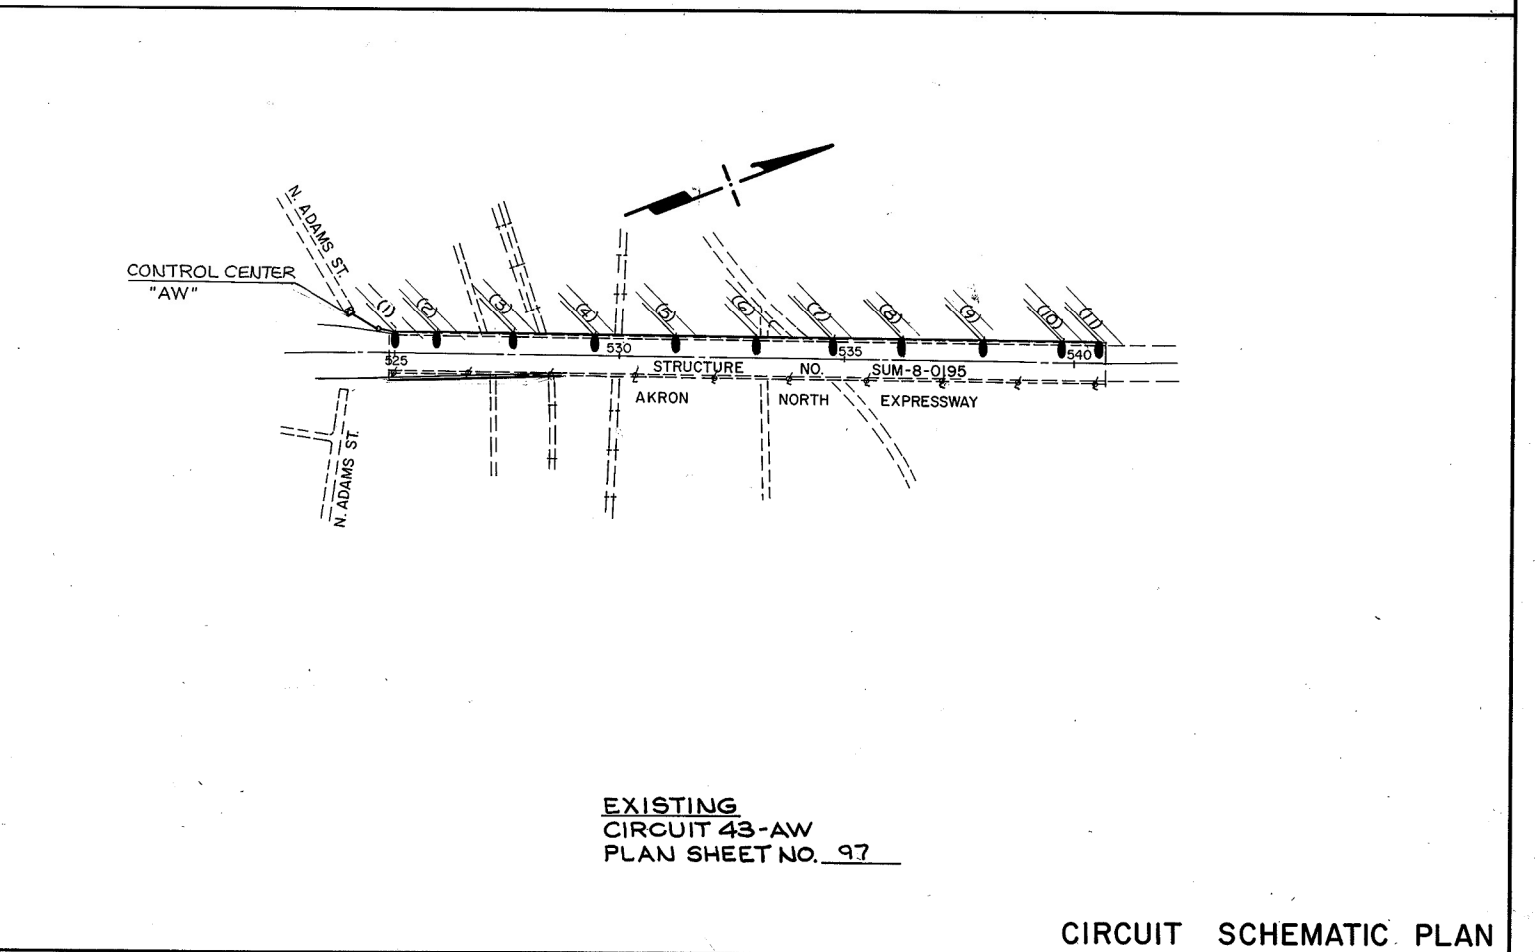 N. ADAMS ST.
CONTROL CENTER
"AW"
(1) (2) (3) (4) (5) (6) (7) (8) (9) (10) (11)
525 530 535 540
STRUCTURE NO. SUM-8-0195
AKRON NORTH EXPRESSWAY
N. ADAMS ST.
EXISTING
CIRCUIT 43-AW
PLAN SHEET NO. 97
CIRCUIT SCHEMATIC PLAN